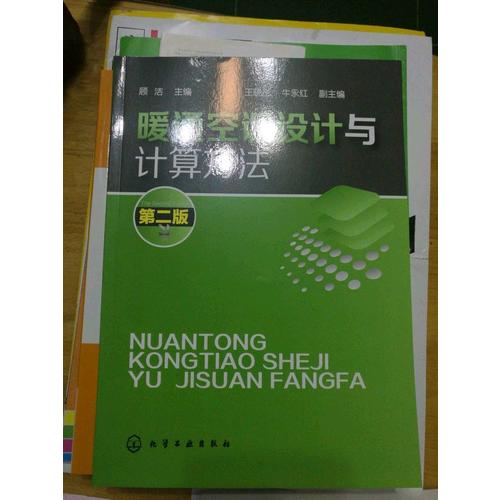 顾 洁 主编 王晓彤 牛永红 副主编
暖通空调设计与
计算方法
第二版
NUANTONG
KONGTIAO SHEJI
YU JISUAN FANGFA
化学工业出版社